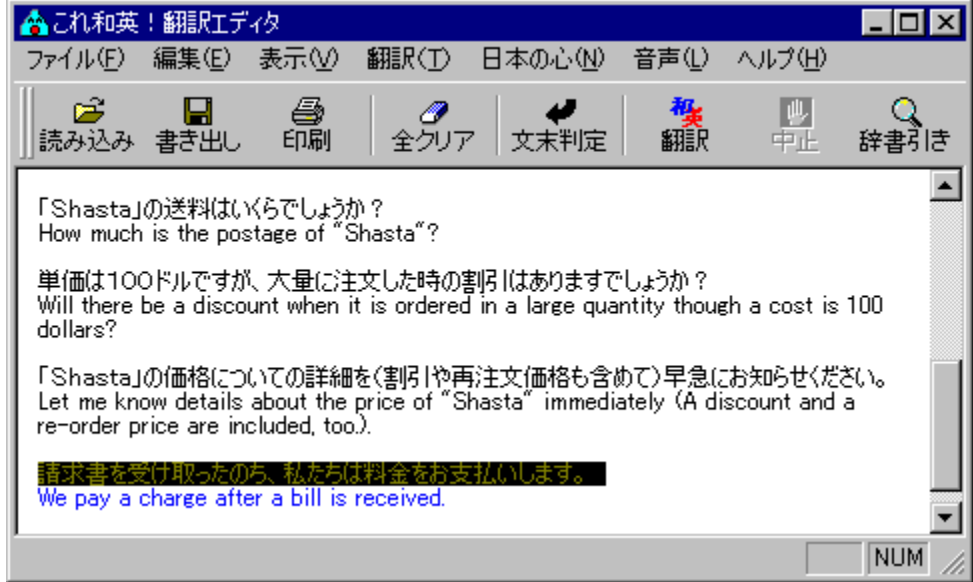 これ和英！翻訳エディタ
ファイル(F) 編集(E) 表示(V) 翻訳(T) 日本の心(N) 音声(L) ヘルプ(H)
読み込み 書き出し 印刷 全クリア 文末判定 和英 翻訳 中止 辞書引き
「Shasta」の送料はいくらでしょうか？
How much is the postage of "Shasta"?
単価は100ドルですが、大量に注文した時の割引はありますでしょうか？
Will there be a discount when it is ordered in a large quantity though a cost is 100
dollars?
「Shasta」の価格についての詳細を(割引や再注文価格も含めて)早急にお知らせください。
Let me know details about the price of "Shasta" immediately (A discount and a
re-order price are included, too.).
請求書を受け取ったのち、私たちは料金をお支払いします。
We pay a charge after a bill is received.
NUM